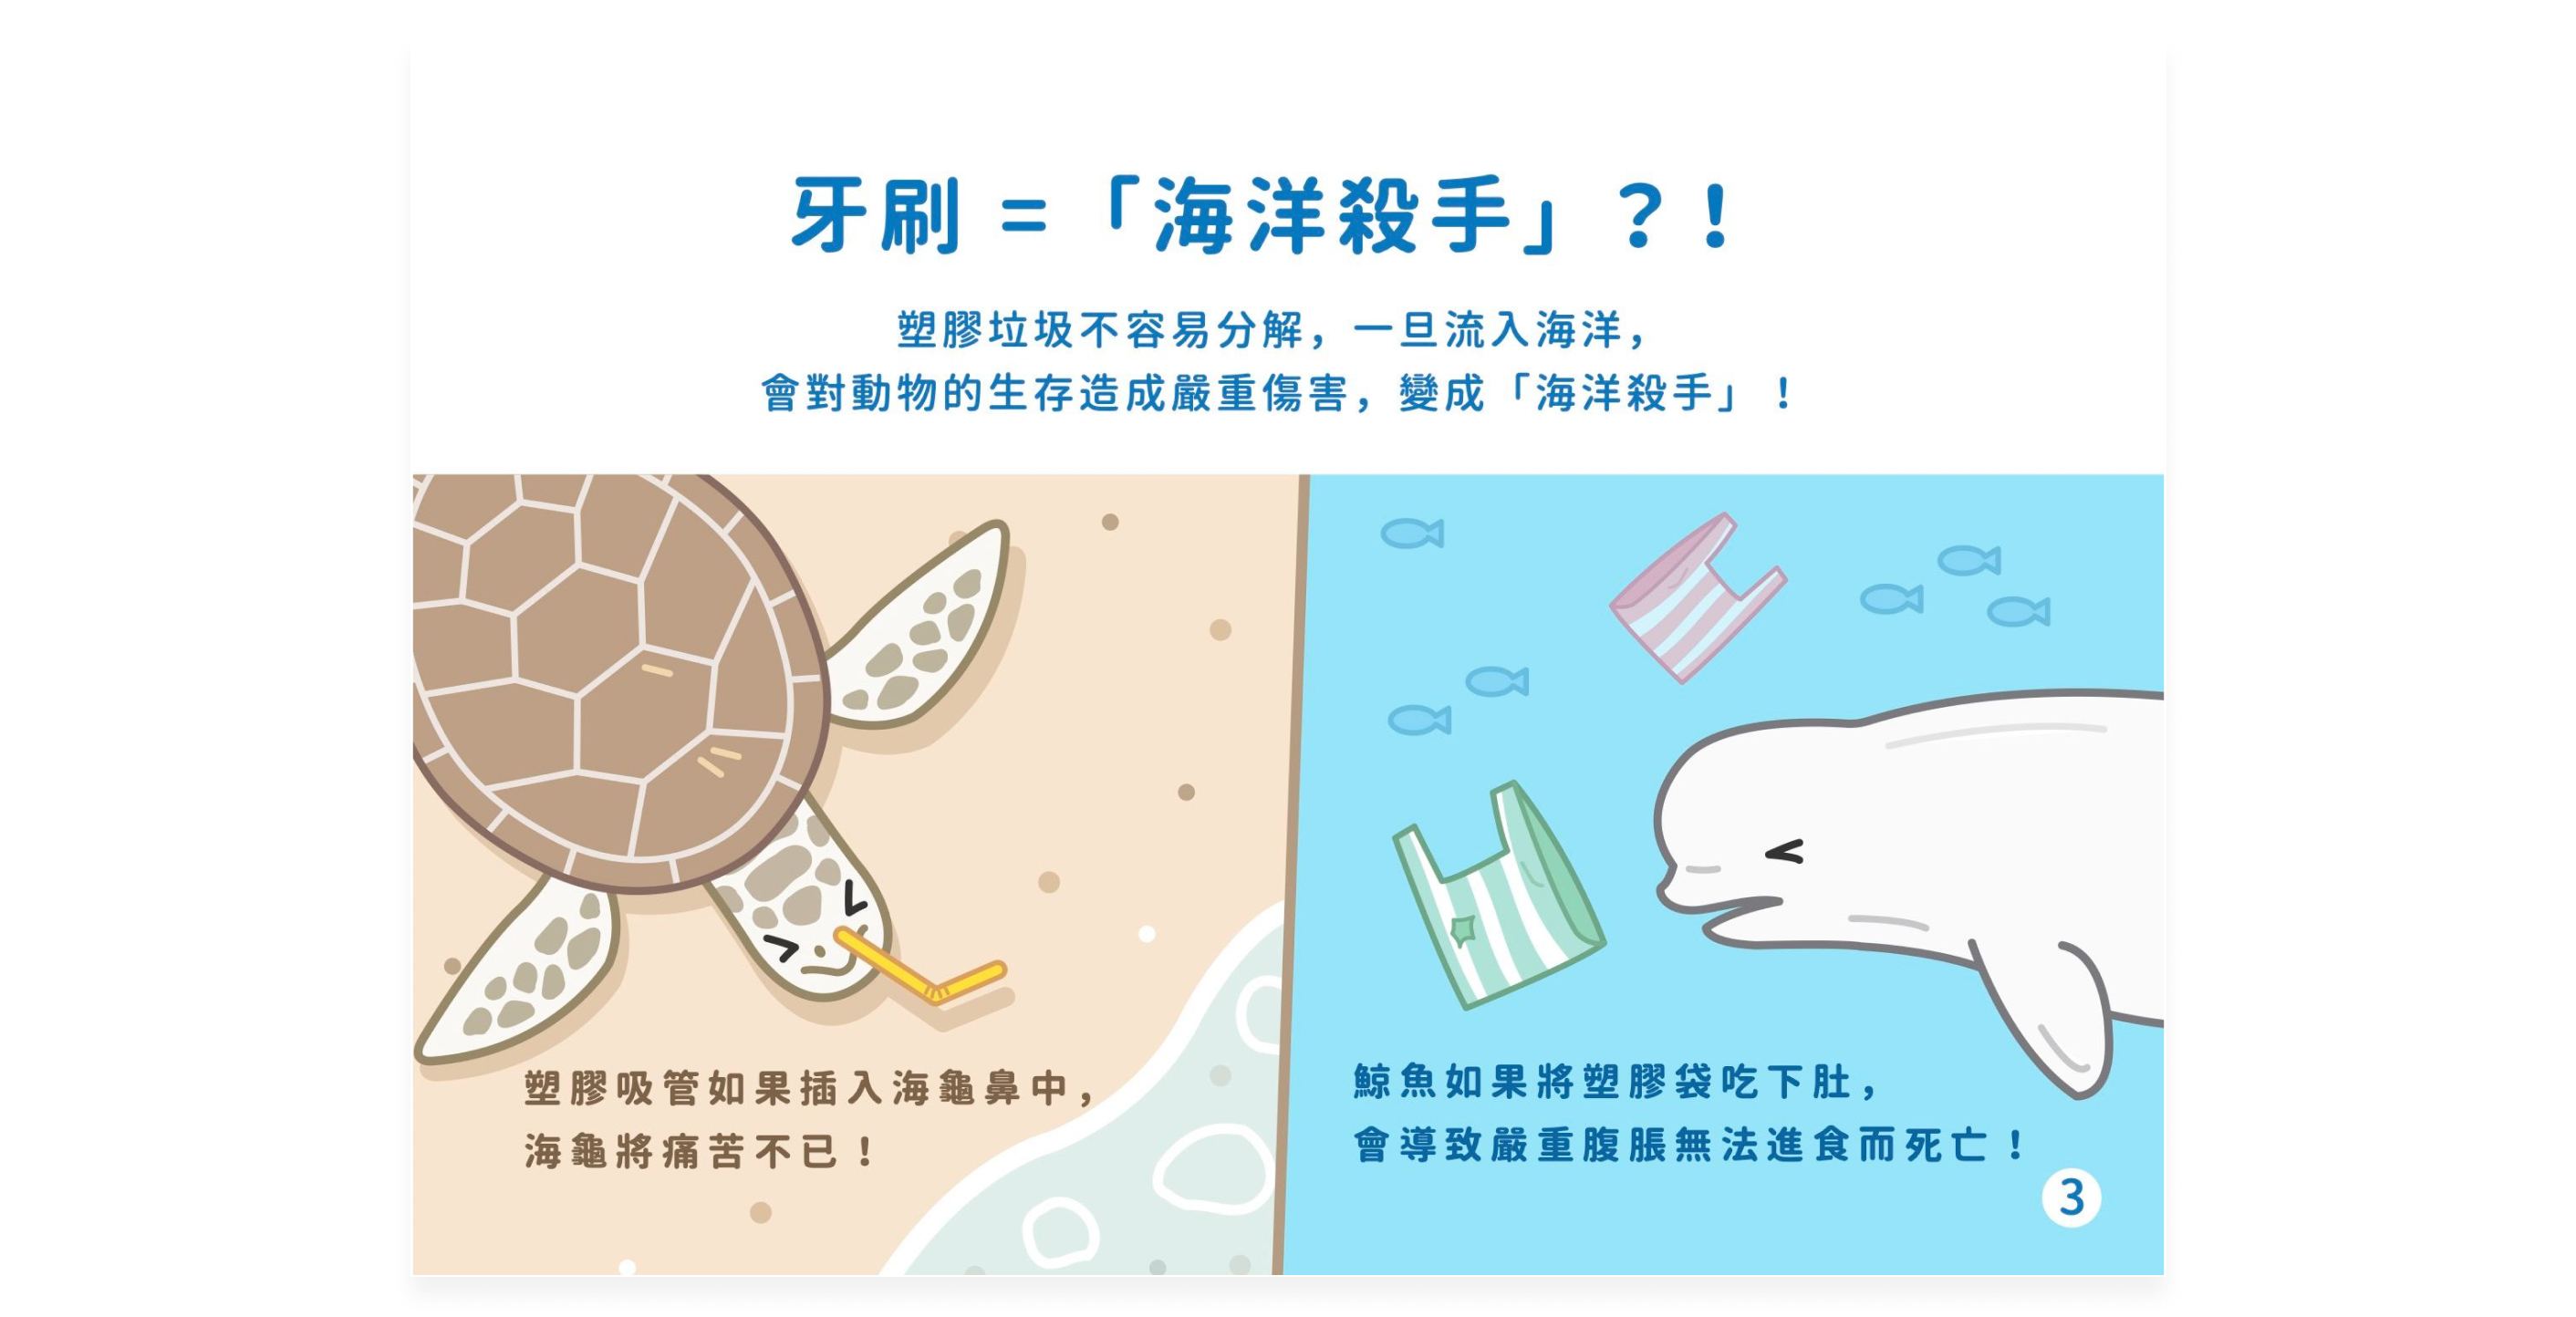 牙刷 =「海洋殺手」?!
塑膠垃圾不容易分解，一旦流入海洋，
會對動物的生存造成嚴重傷害，變成「海洋殺手」!
塑膠吸管如果插入海龜鼻中，
海龜將痛苦不已!
鯨魚如果將塑膠袋吃下肚，
會導致嚴重腹脹無法進食而死亡!
3